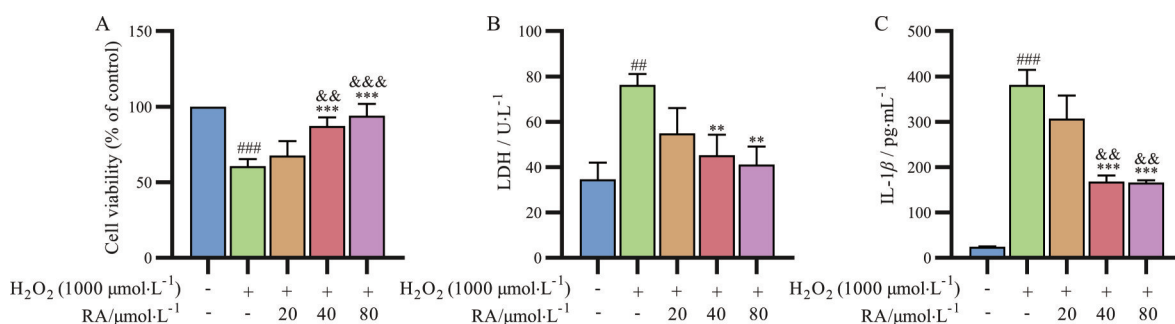 A
Cell viability (% of control)
150
100
50
0
###
&&
***
&&&
***
H₂O₂ (1000 μmol·L⁻¹) - + + + +
RA/μmol·L⁻¹ - - 20 40 80
B
LDH / U·L⁻¹
100
80
60
40
20
0
##
**
**
H₂O₂ (1000 μmol·L⁻¹) - + + + +
RA/μmol·L⁻¹ - - 20 40 80
C
IL-1β / pg·mL⁻¹
500
400
300
200
100
0
###
&&
***
&&
***
H₂O₂ (1000 μmol·L⁻¹) - + + + +
RA/μmol·L⁻¹ - - 20 40 80